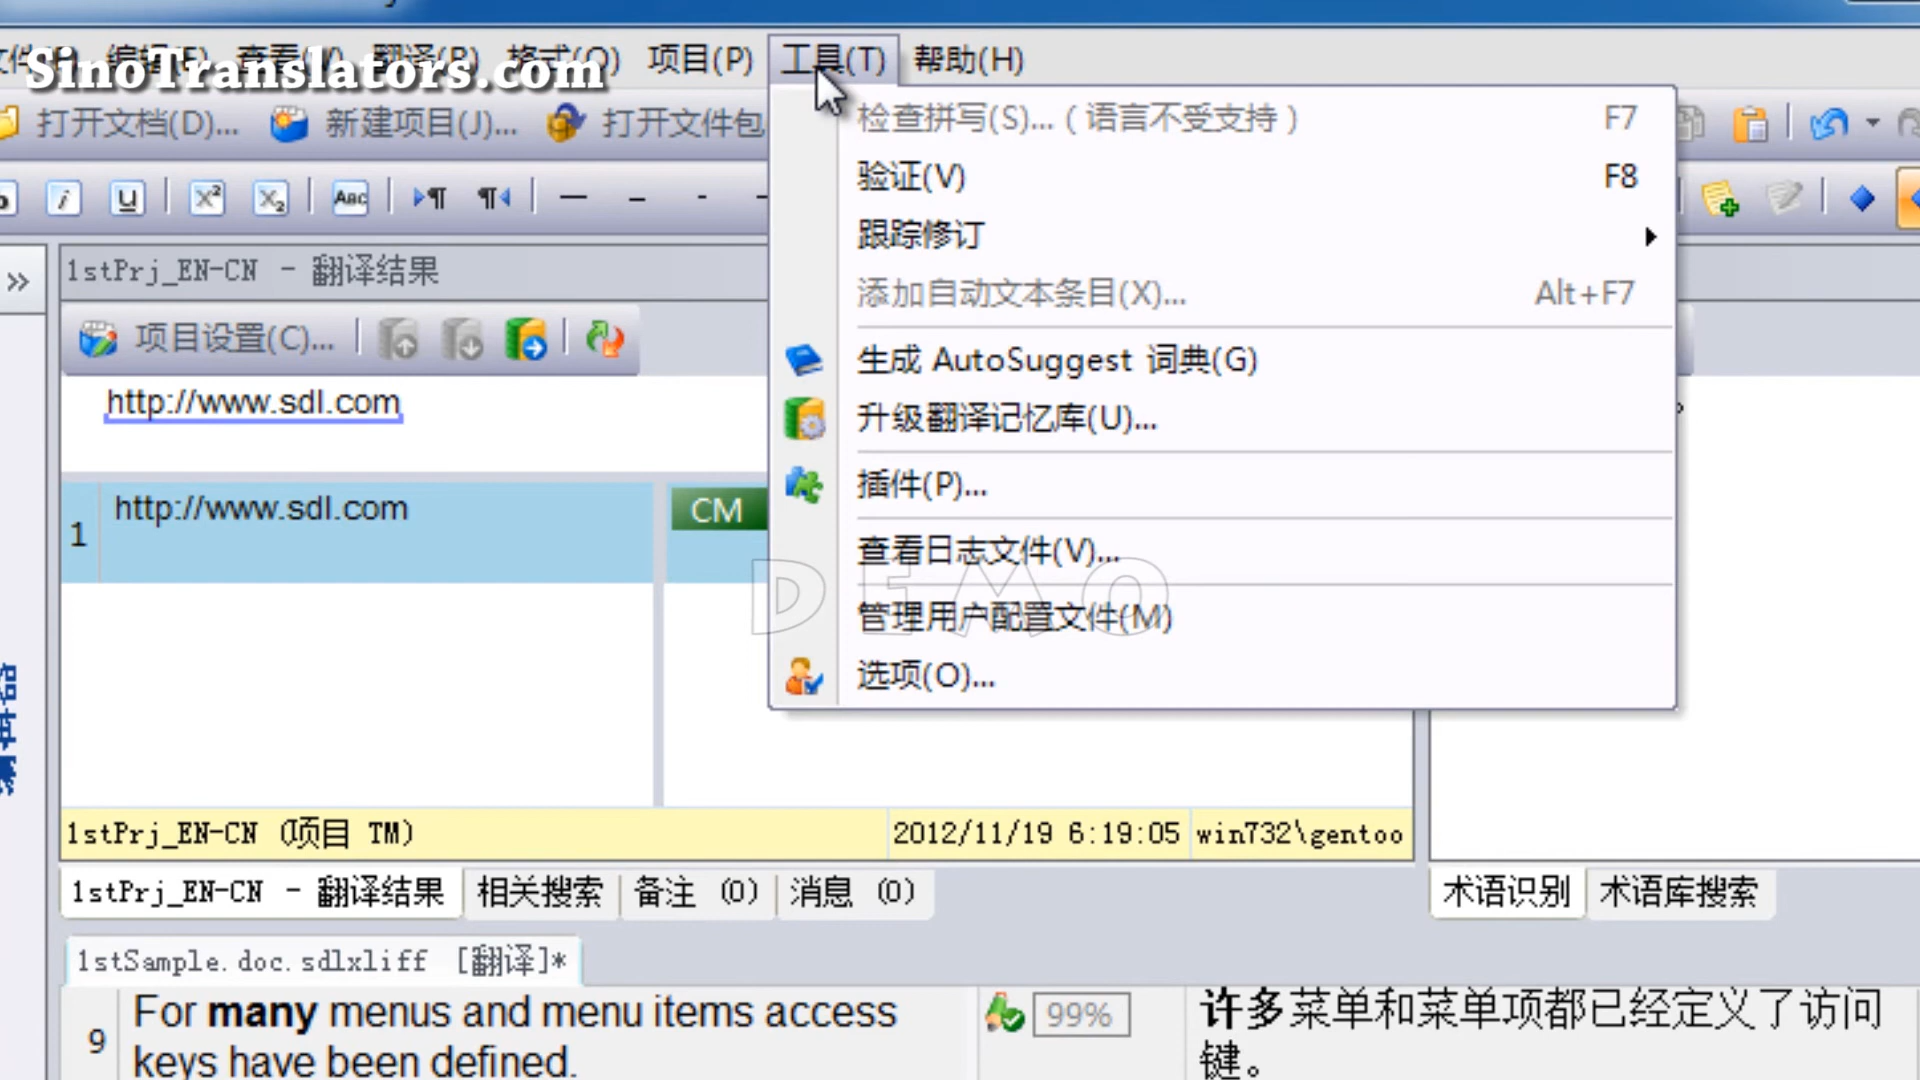 SinoTranslators.com
编辑(E) 查看(V) 翻译(R) 格式(O) 项目(P) 工具(T) 帮助(H)
打开文档(D)... 新建项目(J)... 打开文件包
检查拼写(S)...(语言不受支持) F7
验证(V) F8
跟踪修订
添加自动文本条目(X)... Alt+F7
生成 AutoSuggest 词典(G)
升级翻译记忆库(U)...
插件(P)...
查看日志文件(V)...
管理用户配置文件(M)
选项(O)...
DEMO
1stPrj_EN-CN - 翻译结果
项目设置(C)...
http://www.sdl.com
1 http://www.sdl.com CM
1stPrj_EN-CN (项目 TM) 2012/11/19 6:19:05 win732\gentoo
1stPrj_EN-CN - 翻译结果 相关搜索 备注 (0) 消息 (0) 术语识别 术语库搜索
1stSample.doc.sdlxliff [翻译]*
9 For many menus and menu items access
keys have been defined.
99%
许多菜单和菜单项都已经定义了访问
键。